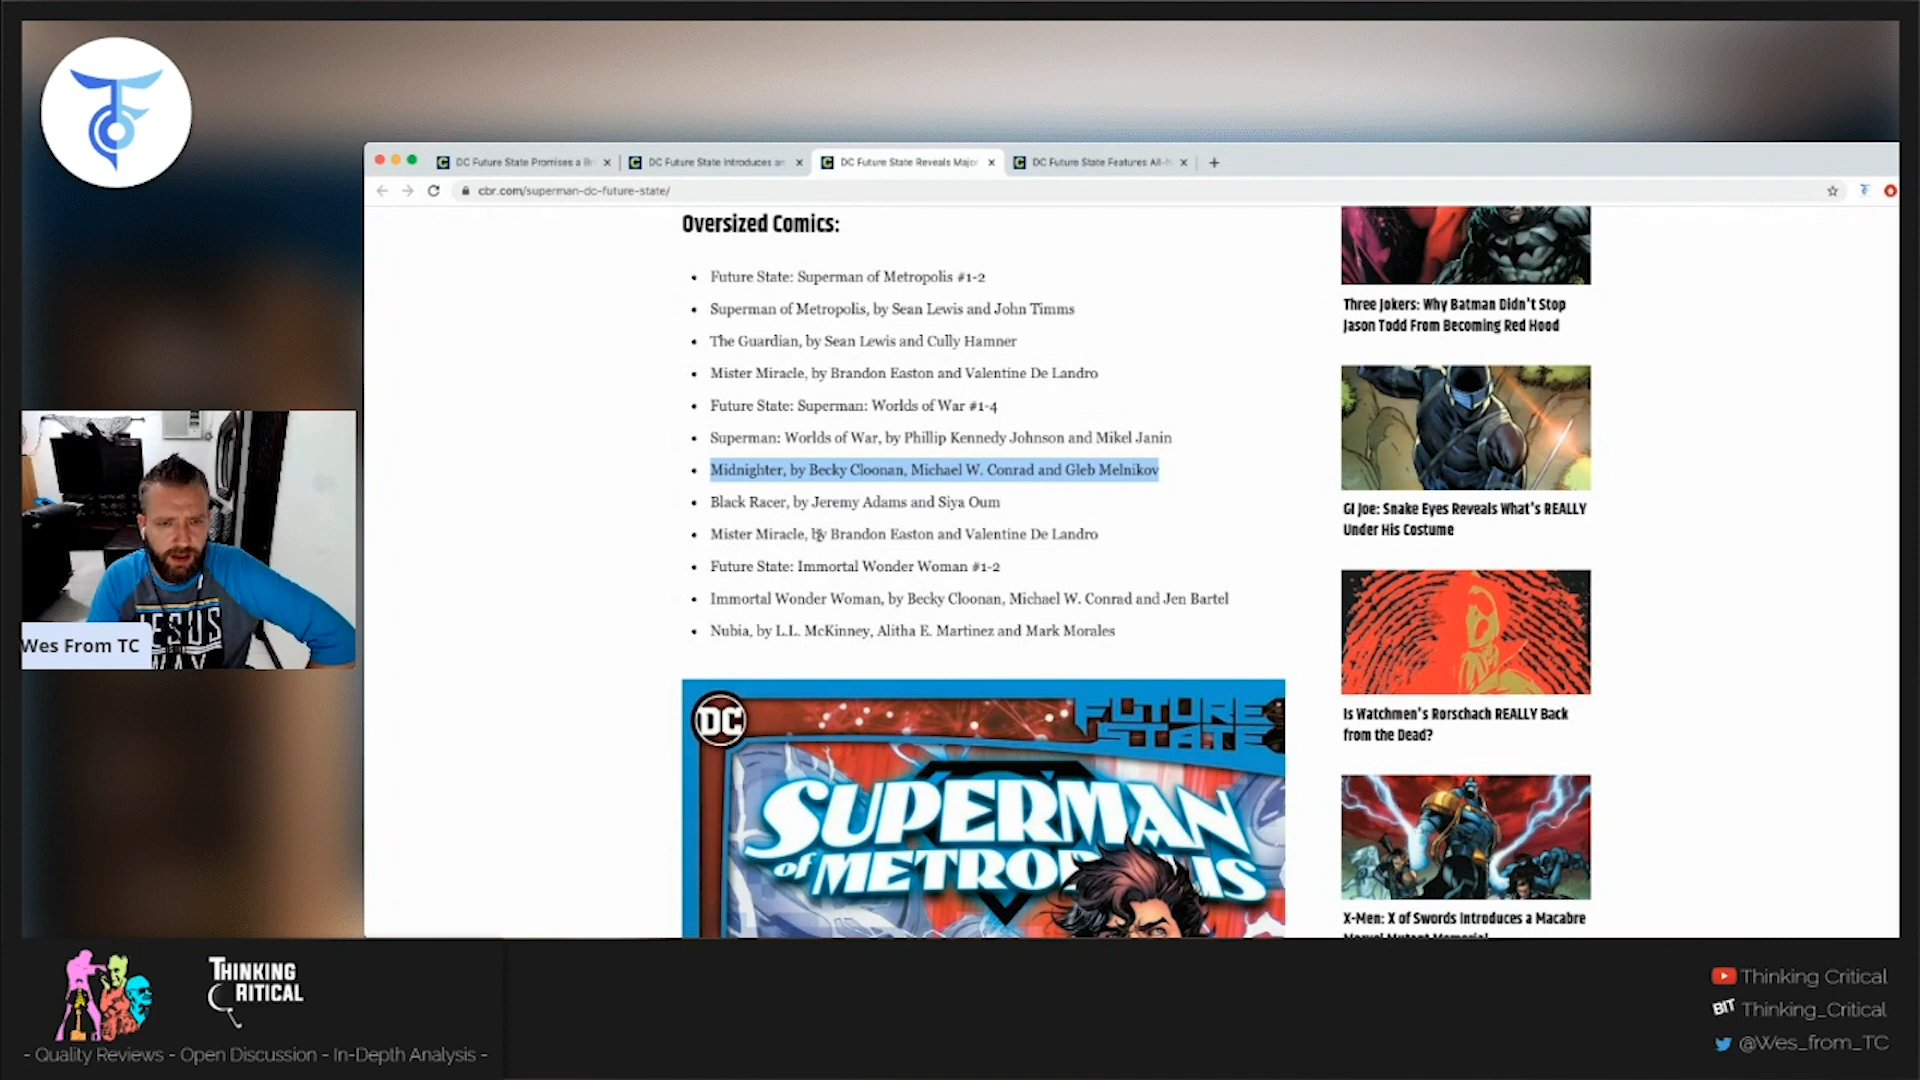 DC Future State Promises a Br
DC Future State Introduces an
DC Future State Reveals Major
DC Future State Features All-N
cbr.com/superman-dc-future-state/
Oversized Comics:
Future State: Superman of Metropolis #1-2
Superman of Metropolis, by Sean Lewis and John Timms
The Guardian, by Sean Lewis and Cully Hamner
Mister Miracle, by Brandon Easton and Valentine De Landro
Future State: Superman: Worlds of War #1-4
Superman: Worlds of War, by Phillip Kennedy Johnson and Mikel Janin
Midnighter, by Becky Cloonan, Michael W. Conrad and Gleb Melnikov
Black Racer, by Jeremy Adams and Siya Oum
Mister Miracle, by Brandon Easton and Valentine De Landro
Future State: Immortal Wonder Woman #1-2
Immortal Wonder Woman, by Becky Cloonan, Michael W. Conrad and Jen Bartel
Nubia, by L.L. McKinney, Alitha E. Martinez and Mark Morales
DC
FUTURE
STATE
SUPERMAN
of METROPOLIS
Three Jokers: Why Batman Didn't Stop
Jason Todd From Becoming Red Hood
GI Joe: Snake Eyes Reveals What's REALLY
Under His Costume
Is Watchmen's Rorschach REALLY Back
from the Dead?
X-Men: X of Swords Introduces a Macabre
JESUS
WAY
Wes From TC
THINKING
CRITICAL
- Quality Reviews - Open Discussion - In-Depth Analysis -
Thinking Critical
BIT Thinking_Critical
@Wes_from_TC